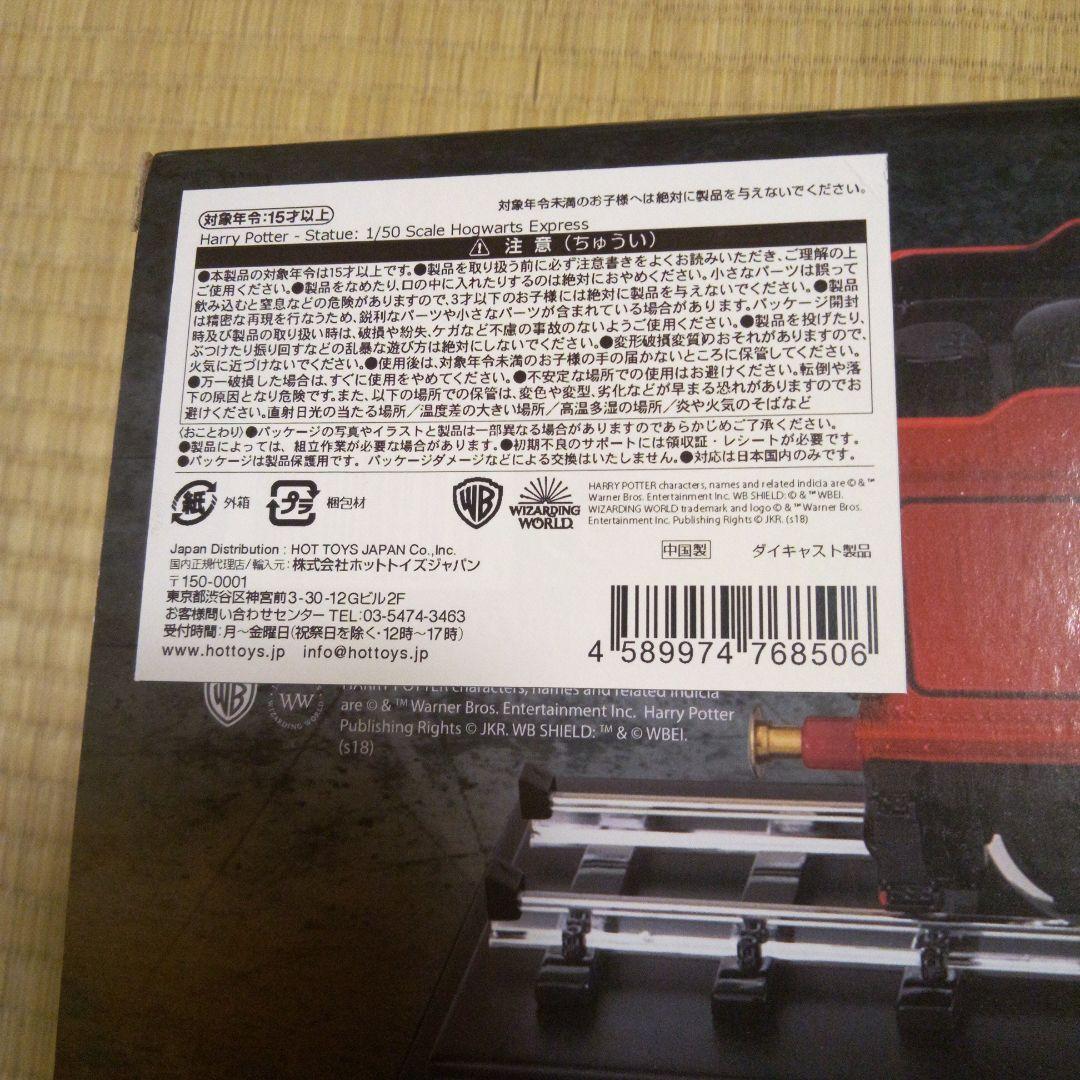 対象年令:15才以上
対象年令未満のお子様へは絶対に製品を与えないでください。
Harry Potter - Statue: 1/50 Scale Hogwarts Express
注意(ちゅうい)
●本製品の対象年令は15才以上です。●製品を取り扱う前に必ず注意書きをよくお読みいただき、ご理解の上
ご使用ください。●製品をなめたり、口の中に入れたりするのは絶対におやめください。小さなパーツは誤って
飲み込むと窒息などの危険がありますので、3才以下のお子様には絶対に製品を与えないでください。●製品
は精密な再現を行なうため、鋭利なパーツや小さなパーツが含まれている場合があります。パッケージ開封
時及び製品の取り扱い時は、破損や紛失、ケガなど不慮の事故のないようご使用ください。●製品を投げたり、
ぶつけたり振り回すなどの乱暴な遊び方は絶対にしないでください。●変形破損変質のおそれがありますので、
火気に近づけないでください。●使用後は、対象年令未満のお子様の手の届かないところに保管してください。
●万一破損した場合は、すぐに使用をやめてください。●不安定な場所での使用はお避けください。転倒や落
下の原因となり危険です。また、以下の場所での保管は、変色や変型、劣化などが早まる恐れがありますのでお
避けください。直射日光の当たる場所／温度差の大きい場所／高温多湿の場所／炎や火気のそばなど
〈おことわり〉●パッケージの写真やイラストと製品は一部異なる場合がありますのであらかじめご了承ください。
●製品によっては、組立作業が必要な場合があります。●初期不良のサポートには領収証・レシートが必要です。
●パッケージは製品保護用です。パッケージダメージなどによる交換はいたしません。●対応は日本国内のみです。
紙 外箱 プラ 梱包材
WB WIZARDING WORLD
HARRY POTTER characters, names and related indicia are © & ™
Warner Bros. Entertainment Inc. WB SHIELD: © & ™ WBEI.
WIZARDING WORLD trademark and logo © & ™ Warner Bros.
Entertainment Inc. Publishing Rights © JKR. (s18)
Japan Distribution : HOT TOYS JAPAN Co., Inc.
中国製 ダイキャスト製品
国内正規代理店/輸入元：株式会社ホットトイズジャパン
〒150-0001
東京都渋谷区神宮前3-30-12Gビル2F
お客様問い合わせセンター TEL:03-5474-3463
受付時間：月～金曜日(祝祭日を除く・12時～17時)
www.hottoys.jp info@hottoys.jp
4 589974 768506
WB WW WIZARDING WORLD
HARRY POTTER characters, names and related indicia
are © & ™ Warner Bros. Entertainment Inc. Harry Potter
Publishing Rights © JKR. WB SHIELD: ™ & © WBEI.
(s18)